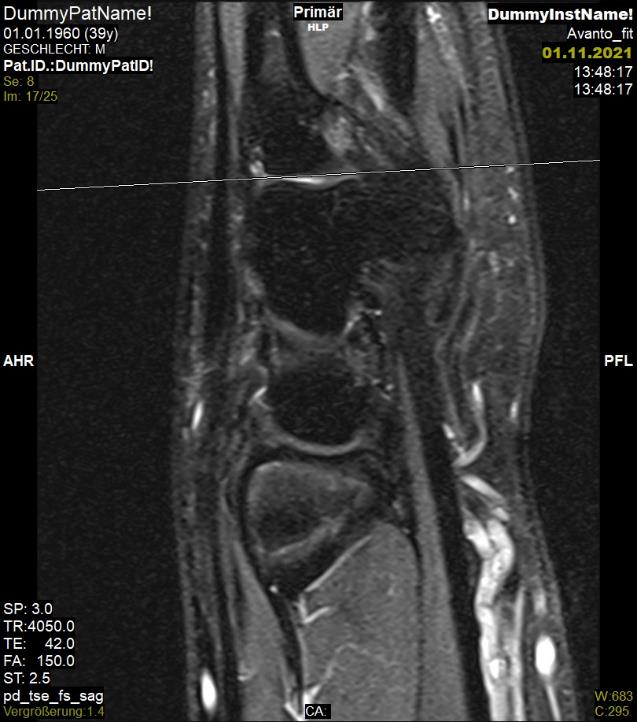 DummyPatName!
01.01.1960 (39y)
GESCHLECHT: M
Pat.ID.:DummyPatID!
Se: 8
Im: 17/25
Primär
HLP
DummyInstName!
Avanto_fit
01.11.2021
13:48:17
13:48:17
AHR
PFL
SP: 3.0
TR:4050.0
TE: 42.0
FA: 150.0
ST: 2.5
pd_tse_fs_sag
Vergrößerung:1.4
CA:
W:683
C:295